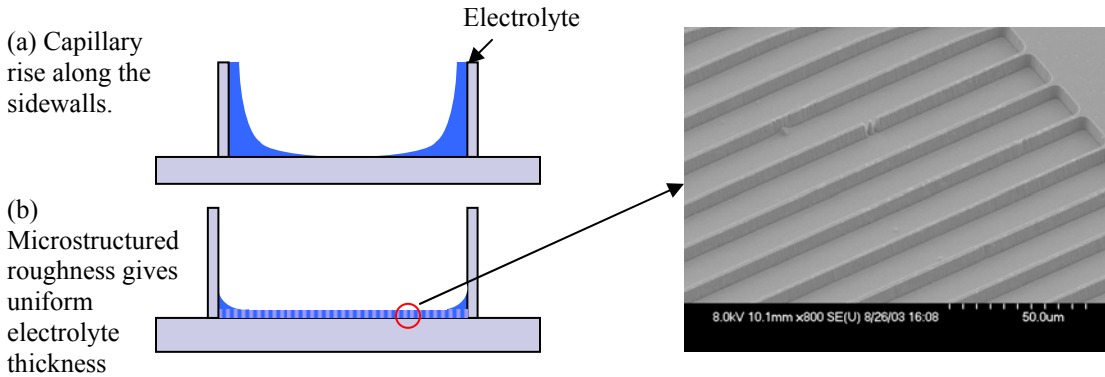 Electrolyte
(a) Capillary
rise along the
sidewalls.
(b)
Microstructured
roughness gives
uniform
electrolyte
thickness
8.0kV 10.1mm x800 SE(U) 8/26/03 16:08
50.0um